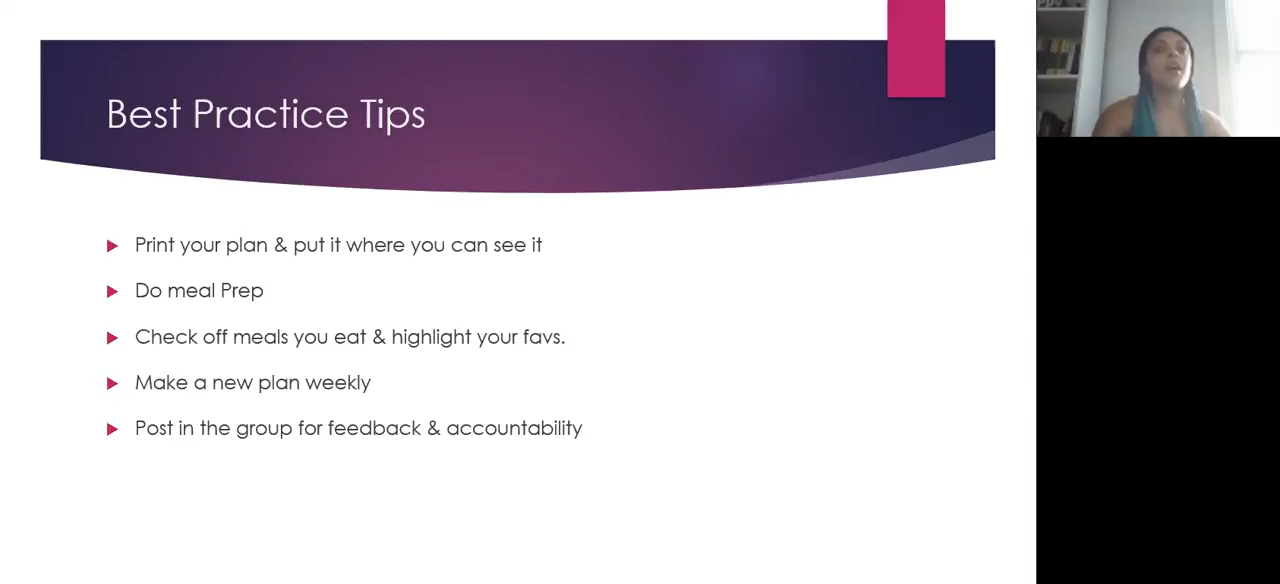 Best Practice Tips
Print your plan & put it where you can see it
Do meal Prep
Check off meals you eat & highlight your favs.
Make a new plan weekly
Post in the group for feedback & accountability